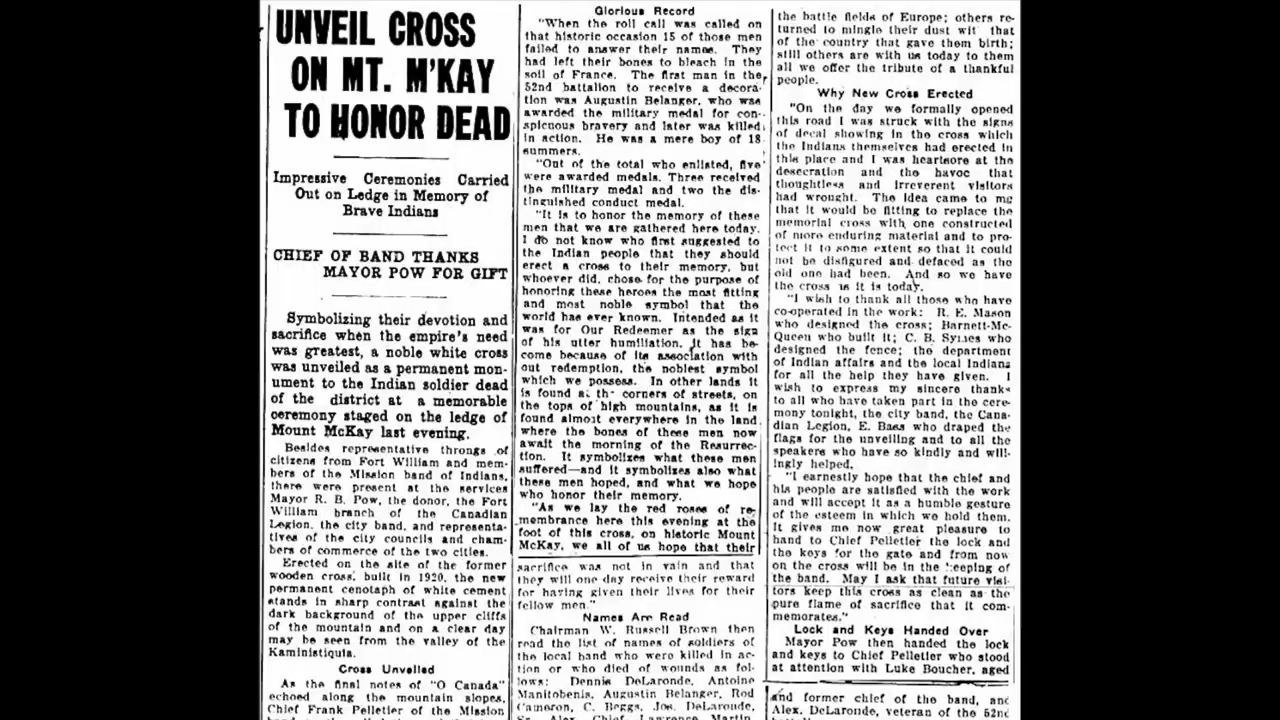 UNVEIL CROSS
ON MT. M'KAY
TO HONOR DEAD
Impressive Ceremonies Carried
Out on Ledge in Memory of
Brave Indians
CHIEF OF BAND THANKS
MAYOR POW FOR GIFT
Symbolizing their devotion and
sacrifice when the empire's need
was greatest, a noble white cross
was unveiled as a permanent mon-
ument to the Indian soldier dead
of the district at a memorable
ceremony staged on the ledge of
Mount McKay last evening.
Besides representative throngs of
citizens from Fort William and mem-
bers of the Mission band of Indians,
there were present at the services
Mayor R. B. Pow, the donor, the Fort
William branch of the Canadian
Legion, the city band, and representa-
tives of the city councils and cham-
bers of commerce of the two cities.
Erected on the site of the former
wooden cross, built in 1920, the new
permanent cenotaph of white cement
stands in sharp contrast against the
dark background of the upper cliffs
of the mountain and on a clear day
may be seen from the valley of the
Kaministiquia.
Cross Unveiled
As the final notes of "O Canada"
echoed along the mountain slopes,
Chief Frank Pelletier of the Mission
Glorious Record
"When the roll call was called on
that historic occasion 15 of those men
failed to answer their names. They
had left their bones to bleach in the
soil of France. The first man in the
52nd battalion to receive a decora-
tion was Augustin Belanger, who was
awarded the military medal for con-
spicuous bravery and later was killed
in action. He was a mere boy of 18
summers.
"Out of the total who enlisted, five
were awarded medals. Three received
the military medal and two the dis-
tinguished conduct medal.
"It is to honor the memory of these
men that we are gathered here today.
I do not know who first suggested to
the Indian people that they should
erect a cross to their memory, but
whoever did, chose for the purpose of
honoring these heroes the most fitting
and most noble symbol that the
world has ever known. Intended as it
was for Our Redeemer as the sign
of his utter humiliation, it has be-
come because of its association with
out redemption, the noblest symbol
which we possess. In other lands it
is found at the corners of streets, on
the tops of high mountains, as it is
found almost everywhere in the land
where the bones of these men now
await the morning of the Resurrec-
tion. It symbolizes what these men
suffered—and it symbolizes also what
these men hoped, and what we hope
who honor their memory.
"As we lay the red roses of re-
membrance here this evening at the
foot of this cross, on historic Mount
McKay, we all of us hope that their
sacrifice was not in vain and that
they will one day receive their reward
for having given their lives for their
fellow men."
Names Are Read
Chairman W. Russell Brown then
read the list of names of soldiers of
the local band who were killed in ac-
tion or who died of wounds as fol-
lows: Dennis DeLaronde, Antoine
Manitobenis, Augustin Belanger, Rod
Cameron, C. Beggs, Jos. DeLaronde,
Sr., Alex. Chief, Lawrence Martin,
the battle fields of Europe; others re-
turned to mingle their dust wit that
of the country that gave them birth;
still others are with us today to them
all we offer the tribute of a thankful
people.
Why New Cross Erected
"On the day we formally opened
this road I was struck with the signs
of decal showing in the cross which
the Indians themselves had erected in
this place and I was heartsore at the
desecration and the havoc that
thoughtless and irreverent visitors
had wrought. The idea came to me
that it would be fitting to replace the
memorial cross with one constructed
of more enduring material and to pro-
tect it to some extent so that it could
not be disfigured and defaced as the
old one had been. And so we have
the cross as it is today.
"I wish to thank all those who have
co-operated in the work: R. E. Mason
who designed the cross; Barnett-Mc-
Queen who built it; C. B. Symes who
designed the fence; the department
of Indian affairs and the local Indians
for all the help they have given. I
wish to express my sincere thanks
to all who have taken part in the cere-
mony tonight, the city band, the Cana-
dian Legion, E. Bass who draped the
flags for the unveiling and to all the
speakers who have so kindly and will-
ingly helped.
"I earnestly hope that the chief and
his people are satisfied with the work
and will accept it as a humble gesture
of the esteem in which we hold them.
It gives me now great pleasure to
hand to Chief Pelletier the lock and
the keys for the gate and from now
on the cross will be in the keeping of
the band. May I ask that future visi-
tors keep this cross as clean as the
pure flame of sacrifice that it com-
memorates."
Lock and Keys Handed Over
Mayor Pow then handed the lock
and keys to Chief Pelletier who stood
at attention with Luke Boucher, aged
and former chief of the band, and
Alex. DeLaronde, veteran of the 52nd